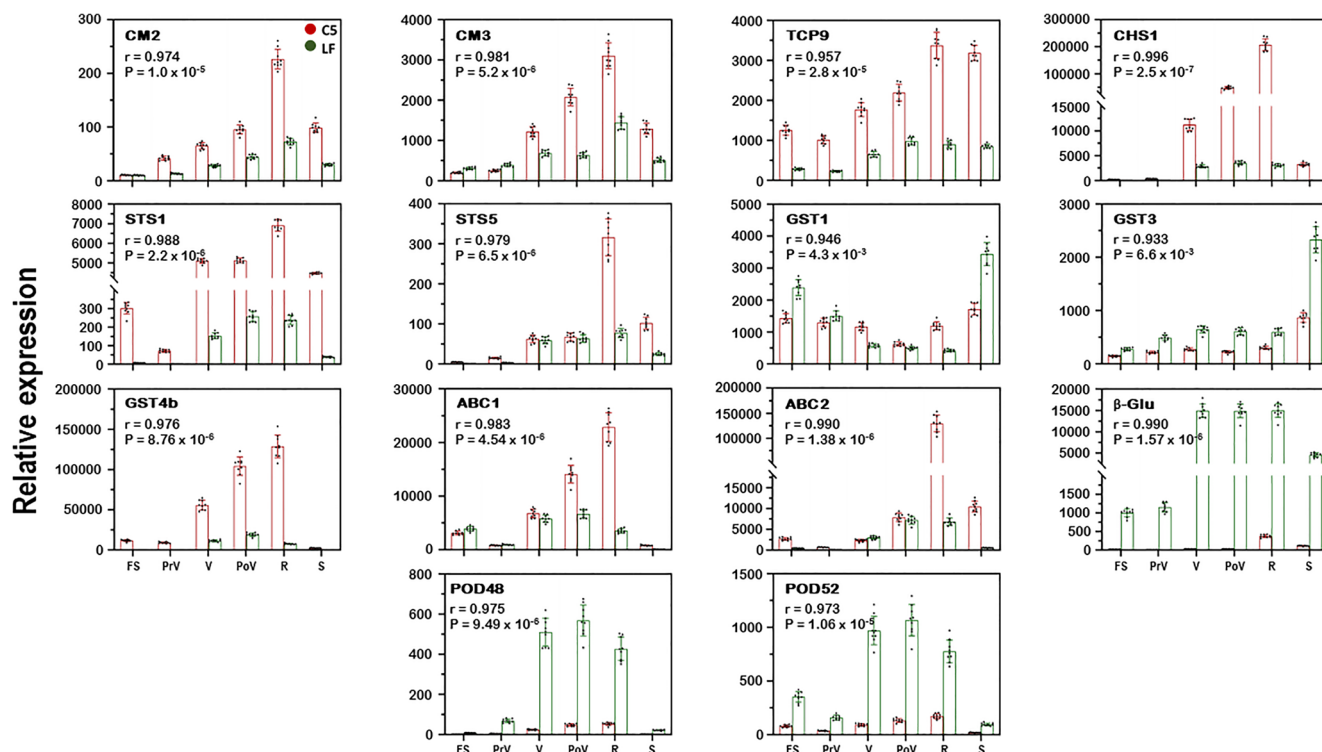 Relative expression
CM2
r = 0.974
P = 1.0 x 10-5
C5
LF
300
200
100
0
CM3
r = 0.981
P = 5.2 x 10-6
4000
3000
2000
1000
0
TCP9
r = 0.957
P = 2.8 x 10-5
4000
3000
2000
1000
0
CHS1
r = 0.996
P = 2.5 x 10-7
300000
200000
100000
15000
10000
5000
0
STS1
r = 0.988
P = 2.2 x 10-6
8000
7000
6000
5000
300
200
100
0
STS5
r = 0.979
P = 6.5 x 10-6
400
300
200
100
0
GST1
r = 0.946
P = 4.3 x 10-3
5000
4000
3000
2000
1000
0
GST3
r = 0.933
P = 6.6 x 10-3
3000
2000
1000
0
GST4b
r = 0.976
P = 8.76 x 10-6
200000
150000
100000
50000
0
FS PrV V PoV R S
ABC1
r = 0.983
P = 4.54 x 10-6
30000
20000
10000
0
ABC2
r = 0.990
P = 1.38 x 10-6
200000
150000
100000
15000
10000
5000
0
β-Glu
r = 0.990
P = 1.57 x 10-6
20000
15000
10000
5000
1500
1000
500
0
FS PrV V PoV R S
POD48
r = 0.975
P = 9.49 x 10-6
800
600
400
200
0
FS PrV V PoV R S
POD52
r = 0.973
P = 1.06 x 10-5
1500
1000
500
0
FS PrV V PoV R S